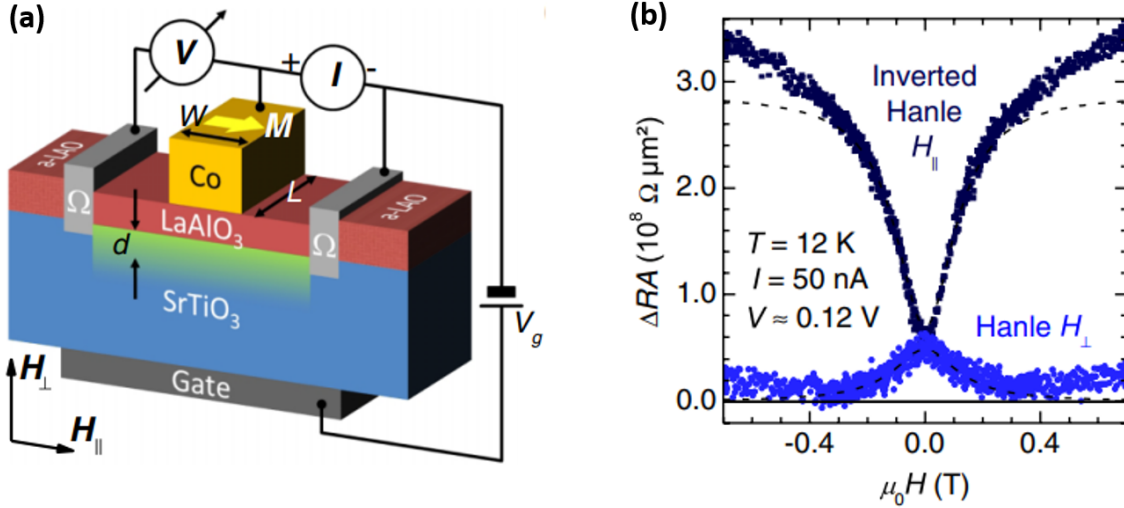 (a)
V
+
I
-
W
M
Co
a-LAO
L
a-LAO
Ω
LaAlO₃
Ω
d
SrTiO₃
V_g
H⊥
Gate
H∥
(b)
ΔRA (10⁸ Ω μm²)
3.0
2.0
1.0
0.0
Inverted
Hanle
H∥
T = 12 K
I = 50 nA
V ≈ 0.12 V
Hanle H⊥
-0.4
0.0
0.4
μ₀H (T)